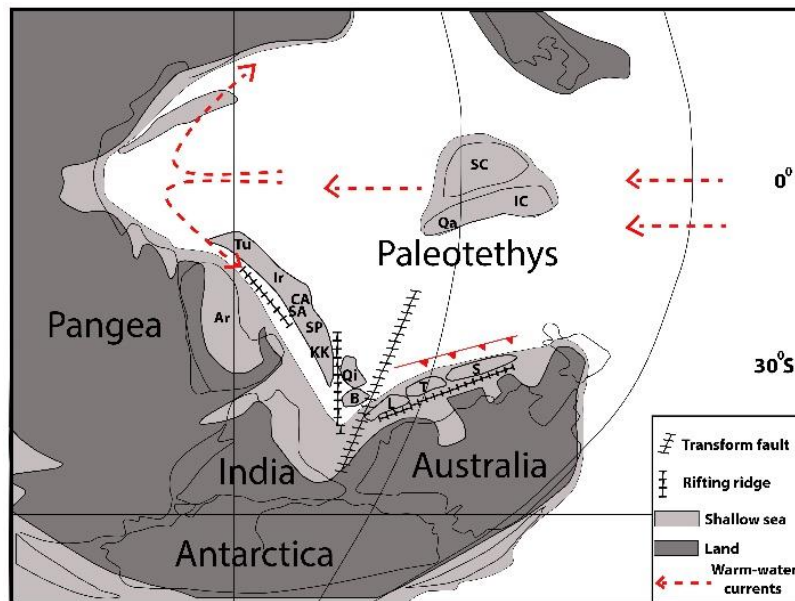 SC
0⁰
IC
Qa
Tu
Paleotethys
Ir
CA
SA
Ar
SP
Pangea
KK
Qi
S
30⁰S
T
B
L
India
Australia
Antarctica
Transform fault
Rifting ridge
Shallow sea
Land
Warm-water
currents